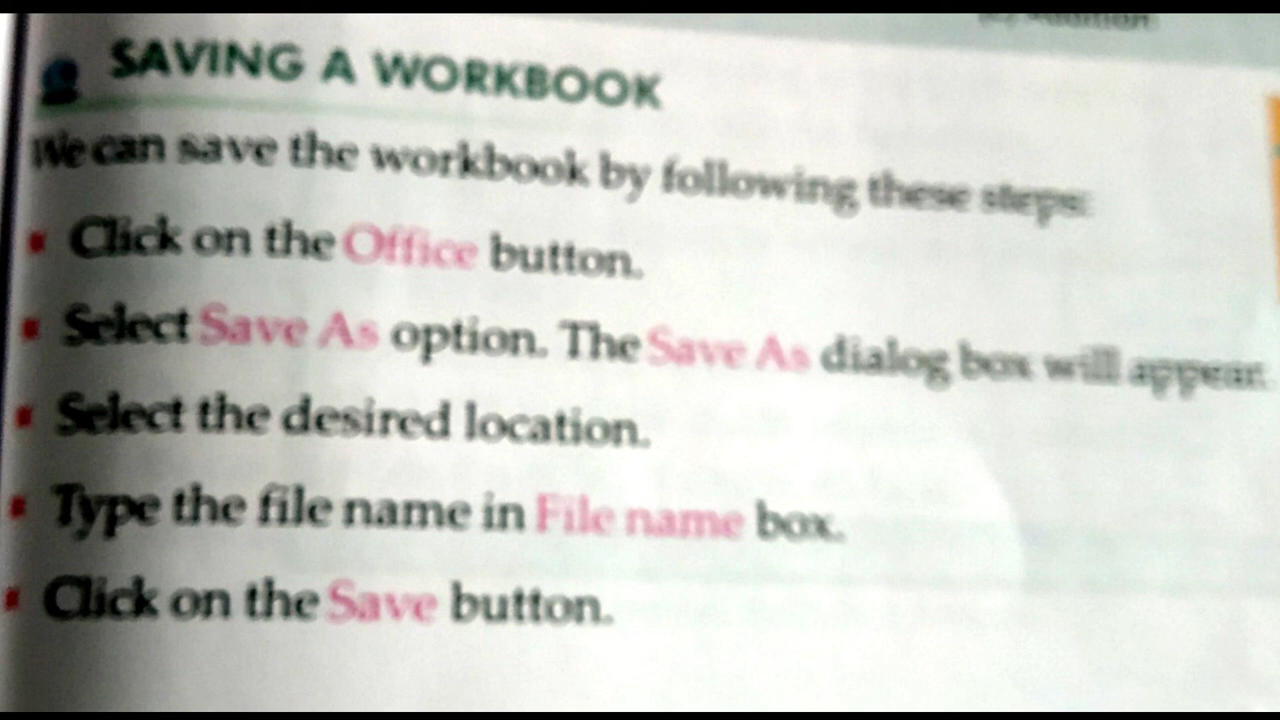 SAVING A WORKBOOK
We can save the workbook by following these steps:
Click on the Office button.
Select Save As option. The Save As dialog box will appear.
Select the desired location.
Type the file name in File name box.
Click on the Save button.